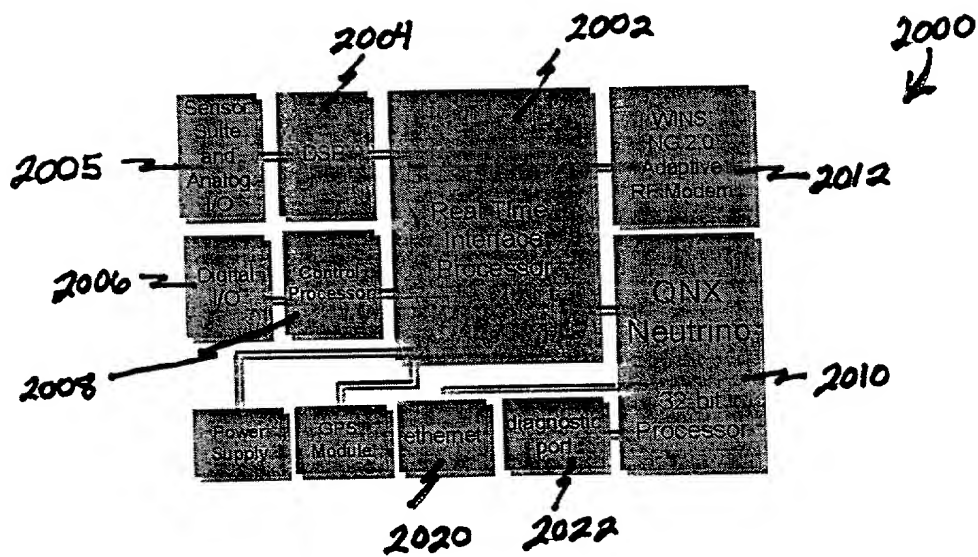 2004
2002
2000
Sensor
Suite
and
Analog
I/O
DSP
Real Time
Interface
Processor
WINS
NG 2.0
Adaptive
RF Modem
2005
2012
2006
Digital
I/O
Control
Processor
QNX
Neutrino
32-bit
Processor
2008
2010
Power
Supply
GPS
Module
ethernet
diagnostic
port
2020
2022